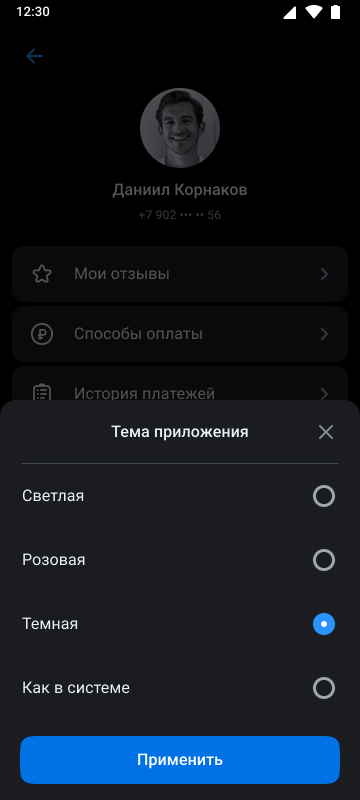 12:30
Даниил Корнаков
+7 902 ••• •• 56
Мои отзывы
Способы оплаты
История платежей
Тема приложения
Светлая
Розовая
Темная
Как в системе
Применить